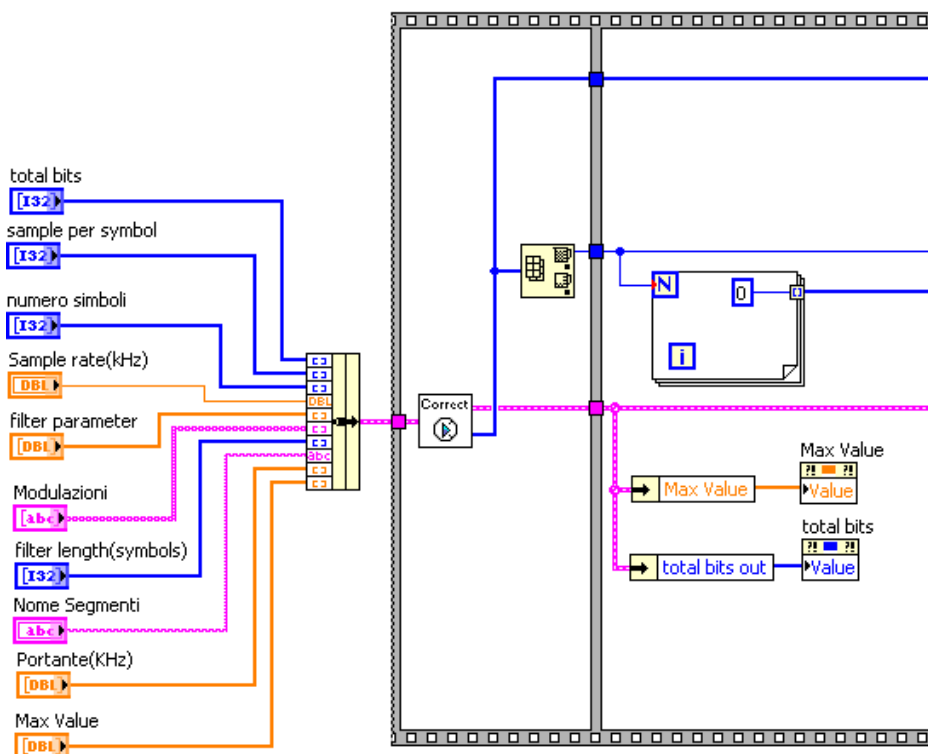 total bits
[I32]
sample per symbol
[I32]
numero simboli
[I32]
Sample rate(kHz)
DBL
filter parameter
[DBL]
Modulazioni
[abc]
filter length(symbols)
[I32]
Nome Segmenti
abc
Portante(KHz)
[DBL]
Max Value
[DBL]
DBL
abc
Correct
N
0
i
Max Value
Max Value
?! ?!
Value
total bits
total bits out
?! ?!
Value